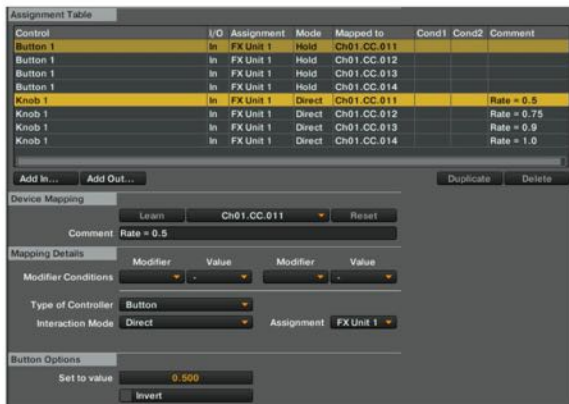 Assignment Table
Control I/O Assignment Mode Mapped to Cond1 Cond2 Comment
Button 1 In FX Unit 1 Hold Ch01.CC.011
Button 1 In FX Unit 1 Hold Ch01.CC.012
Button 1 In FX Unit 1 Hold Ch01.CC.013
Button 1 In FX Unit 1 Hold Ch01.CC.014
Knob 1 In FX Unit 1 Direct Ch01.CC.011 Rate = 0.5
Knob 1 In FX Unit 1 Direct Ch01.CC.012 Rate = 0.75
Knob 1 In FX Unit 1 Direct Ch01.CC.013 Rate = 0.9
Knob 1 In FX Unit 1 Direct Ch01.CC.014 Rate = 1.0
Add In... Add Out... Duplicate Delete
Device Mapping
Learn Ch01.CC.011 Reset
Comment Rate = 0.5
Mapping Details
Modifier Value Modifier Value
Modifier Conditions - -
Type of Controller Button
Interaction Mode Direct Assignment FX Unit 1
Button Options
Set to value 0.500
Invert